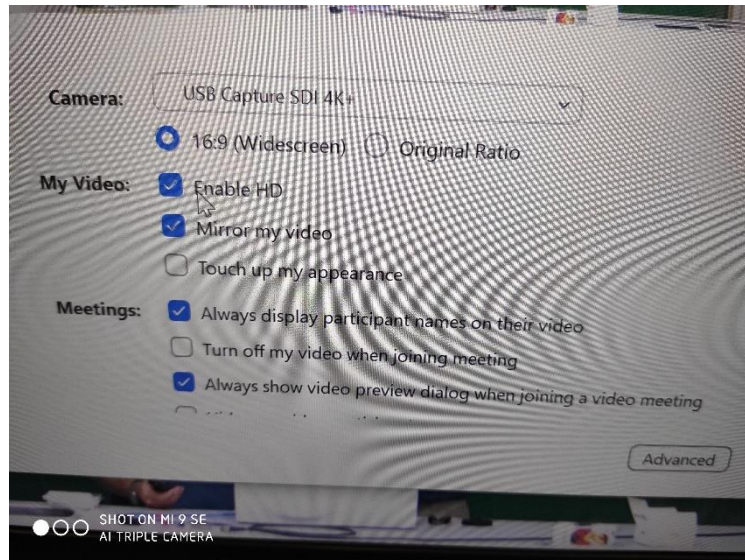 Camera: USB Capture SDI 4K+
16:9 (Widescreen) Original Ratio
My Video: Enable HD
Mirror my video
Touch up my appearance
Meetings: Always display participant names on their video
Turn off my video when joining meeting
Always show video preview dialog when joining a video meeting
Advanced
SHOT ON MI 9 SE
AI TRIPLE CAMERA